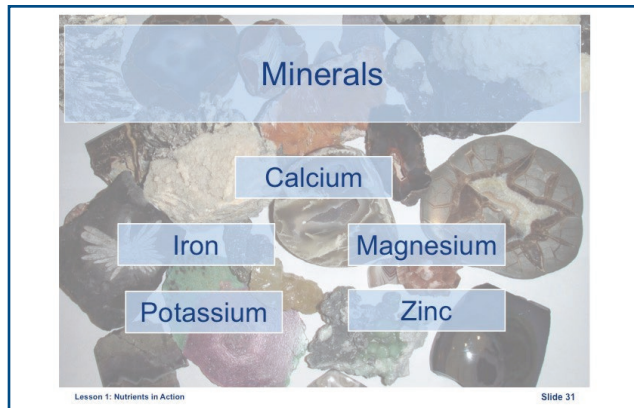 Minerals
Calcium
Iron Magnesium
Potassium Zinc
Lesson 1: Nutrients in Action Slide 31